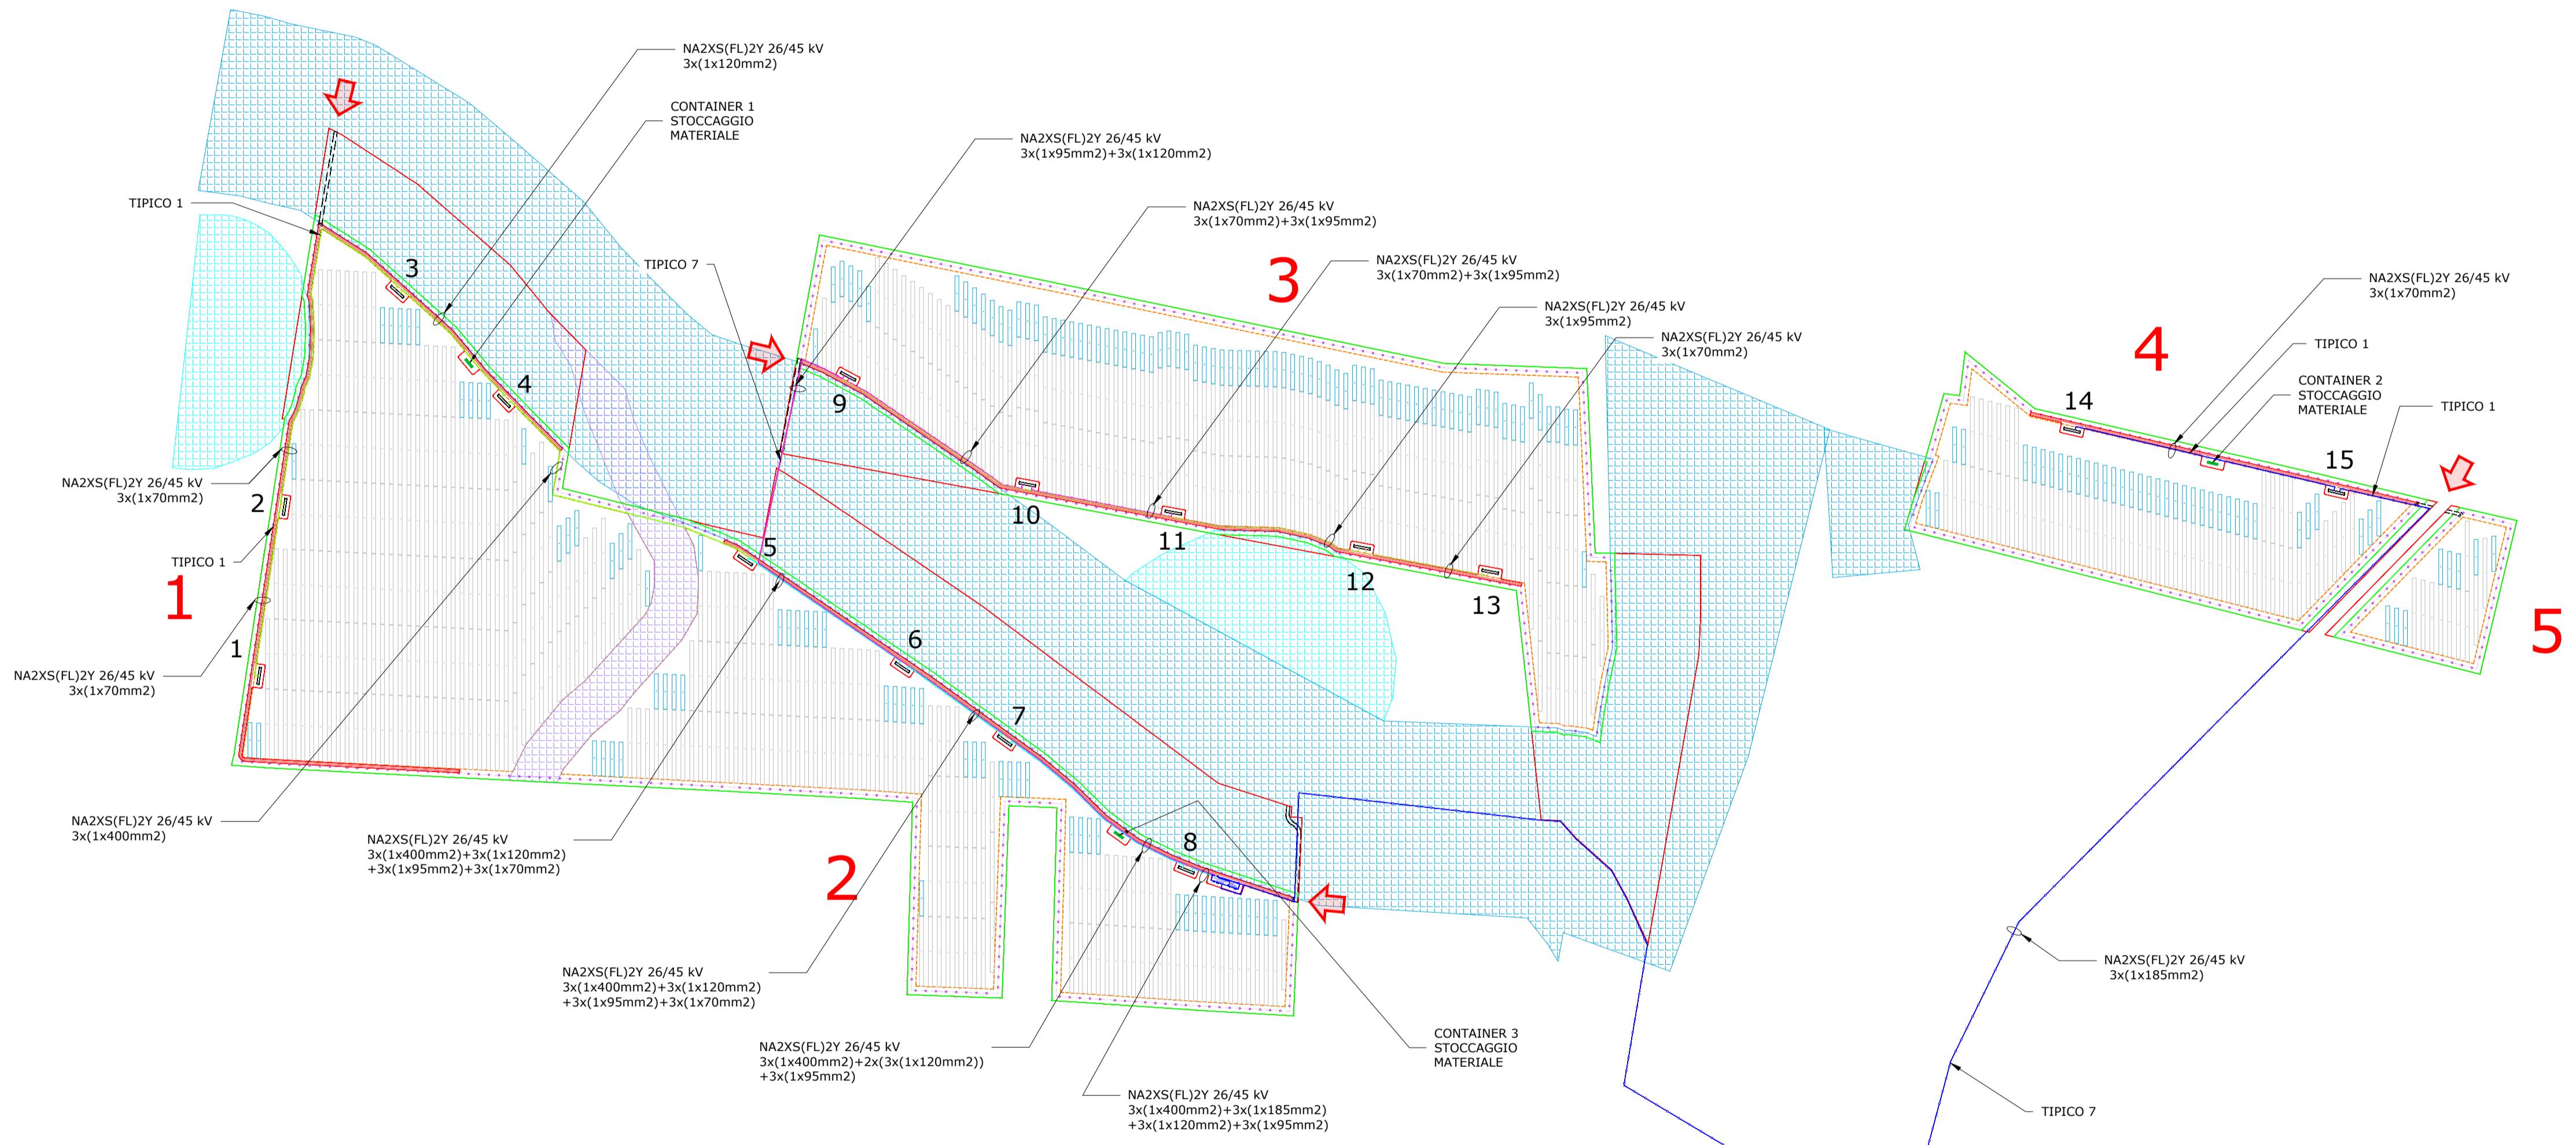 NA2XS(FL)2Y 26/45 kV
3x(1x120mm2)
CONTAINER 1
STOCCAGGIO
MATERIALE
NA2XS(FL)2Y 26/45 kV
3x(1x95mm2)+3x(1x120mm2)
TIPICO 1
NA2XS(FL)2Y 26/45 kV
3x(1x70mm2)+3x(1x95mm2)
TIPICO 7
3
NA2XS(FL)2Y 26/45 kV
3x(1x70mm2)+3x(1x95mm2)
NA2XS(FL)2Y 26/45 kV
3x(1x95mm2)
NA2XS(FL)2Y 26/45 kV
3x(1x70mm2)
NA2XS(FL)2Y 26/45 kV
3x(1x70mm2)
TIPICO 1
CONTAINER 2
STOCCAGGIO
MATERIALE
TIPICO 1
4
3
4
9
14
15
10
11
12
13
NA2XS(FL)2Y 26/45 kV
3x(1x70mm2)
2
TIPICO 1
1
1
NA2XS(FL)2Y 26/45 kV
3x(1x70mm2)
5
6
7
8
5
NA2XS(FL)2Y 26/45 kV
3x(1x400mm2)
NA2XS(FL)2Y 26/45 kV
3x(1x400mm2)+3x(1x120mm2)
+3x(1x95mm2)+3x(1x70mm2)
2
NA2XS(FL)2Y 26/45 kV
3x(1x400mm2)+3x(1x120mm2)
+3x(1x95mm2)+3x(1x70mm2)
NA2XS(FL)2Y 26/45 kV
3x(1x400mm2)+2x(3x(1x120mm2))
+3x(1x95mm2)
CONTAINER 3
STOCCAGGIO
MATERIALE
NA2XS(FL)2Y 26/45 kV
3x(1x400mm2)+3x(1x185mm2)
+3x(1x120mm2)+3x(1x95mm2)
NA2XS(FL)2Y 26/45 kV
3x(1x185mm2)
TIPICO 7